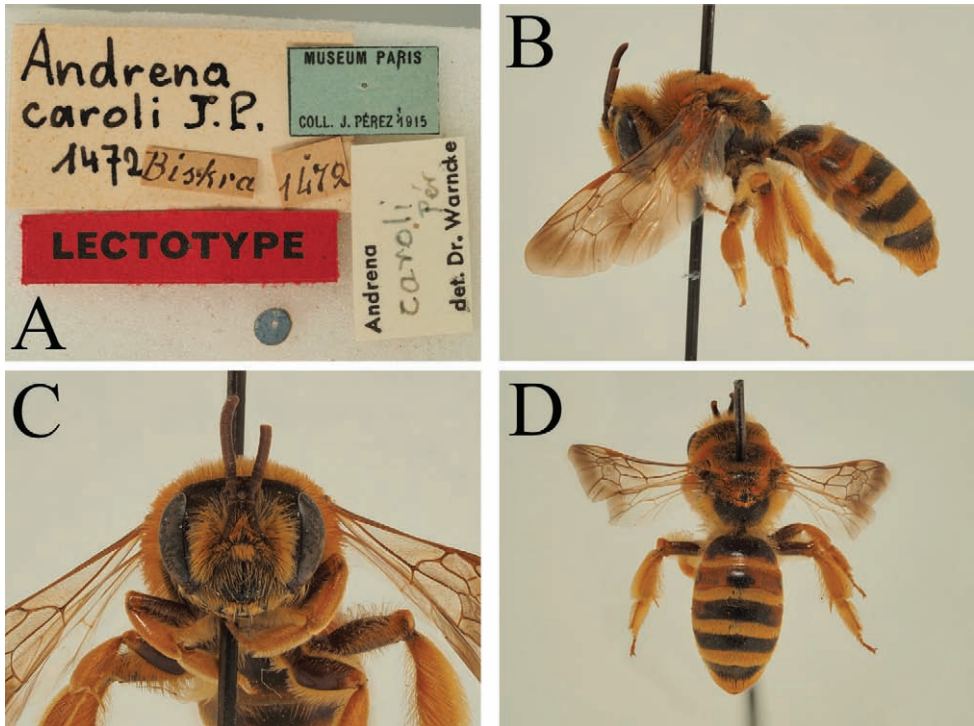 Andrena
caroli J.P.
1472
Biskra
1472
MUSEUM PARIS
COLL. J. PÉREZ 1915
LECTOTYPE
Andrena
caroli
Pér
det. Dr. Warncke
A
B
C
D